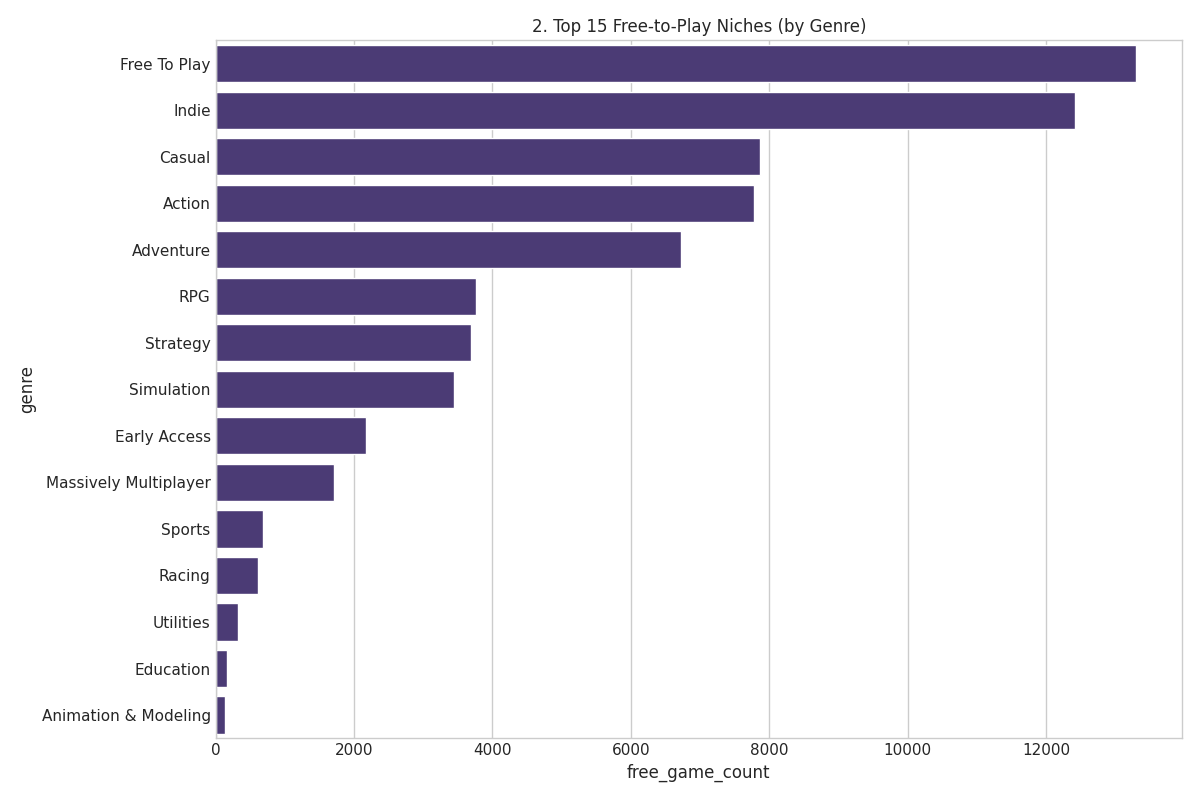 2. Top 15 Free-to-Play Niches (by Genre)
Free To Play
Indie
Casual
Action
Adventure
RPG
Strategy
Simulation
Early Access
Massively Multiplayer
Sports
Racing
Utilities
Education
Animation & Modeling
genre
0 2000 4000 6000 8000 10000 12000
free_game_count